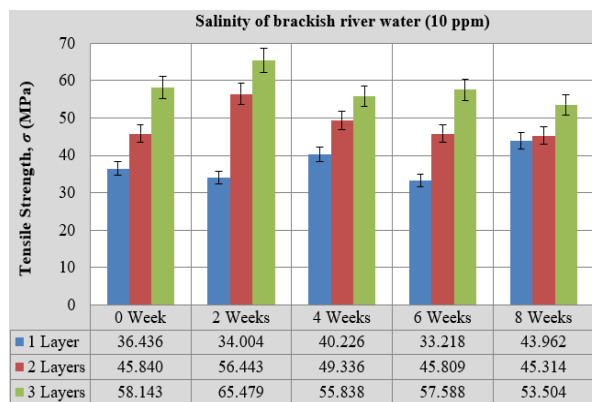 Salinity of brackish river water (10 ppm)
Tensile Strength, σ (MPa)
70
60
50
40
30
20
10
0
0 Week 2 Weeks 4 Weeks 6 Weeks 8 Weeks
1 Layer 36.436 34.004 40.226 33.218 43.962
2 Layers 45.840 56.443 49.336 45.809 45.314
3 Layers 58.143 65.479 55.838 57.588 53.504